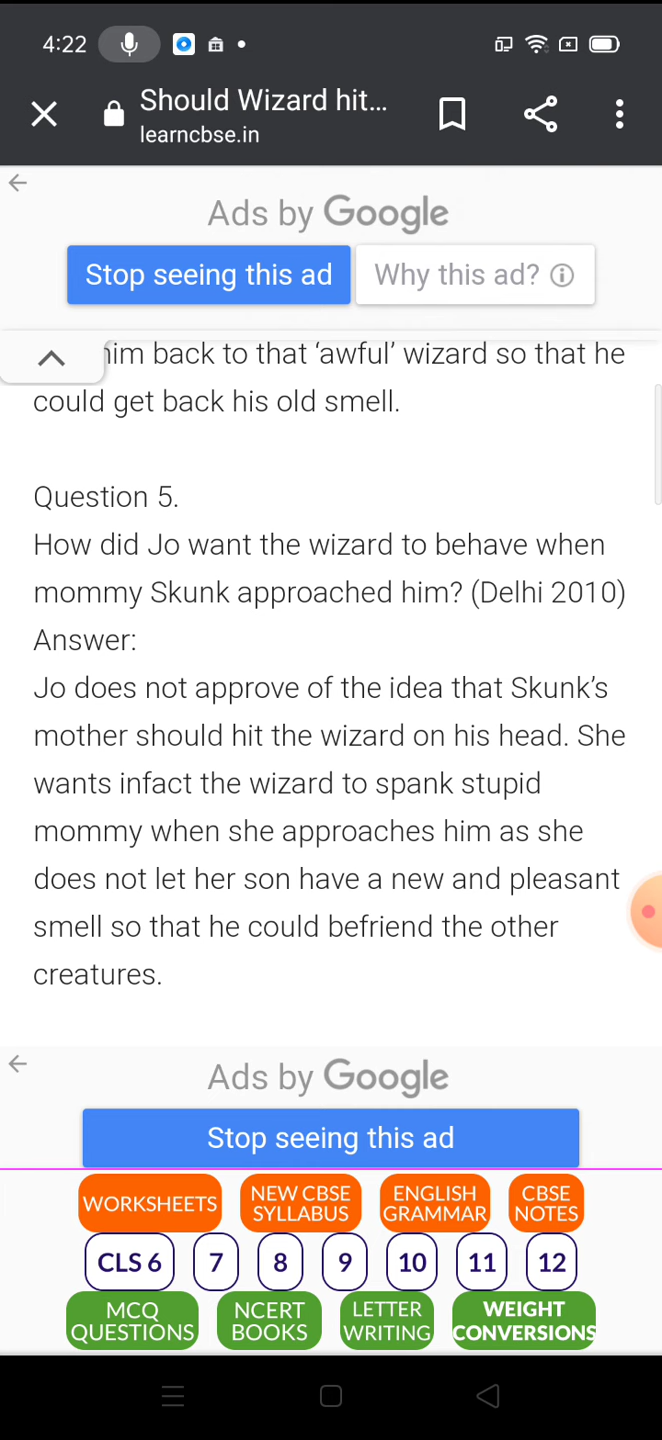 4:22
Should Wizard hit...
learncbse.in
Ads by Google
Stop seeing this ad
Why this ad?
him back to that ‘awful’ wizard so that he
could get back his old smell.
Question 5.
How did Jo want the wizard to behave when
mommy Skunk approached him? (Delhi 2010)
Answer:
Jo does not approve of the idea that Skunk’s
mother should hit the wizard on his head. She
wants infact the wizard to spank stupid
mommy when she approaches him as she
does not let her son have a new and pleasant
smell so that he could befriend the other
creatures.
Ads by Google
Stop seeing this ad
WORKSHEETS
NEW CBSE
SYLLABUS
ENGLISH
GRAMMAR
CBSE
NOTES
CLS 6
7
8
9
10
11
12
MCQ
QUESTIONS
NCERT
BOOKS
LETTER
WRITING
WEIGHT
CONVERSIONS